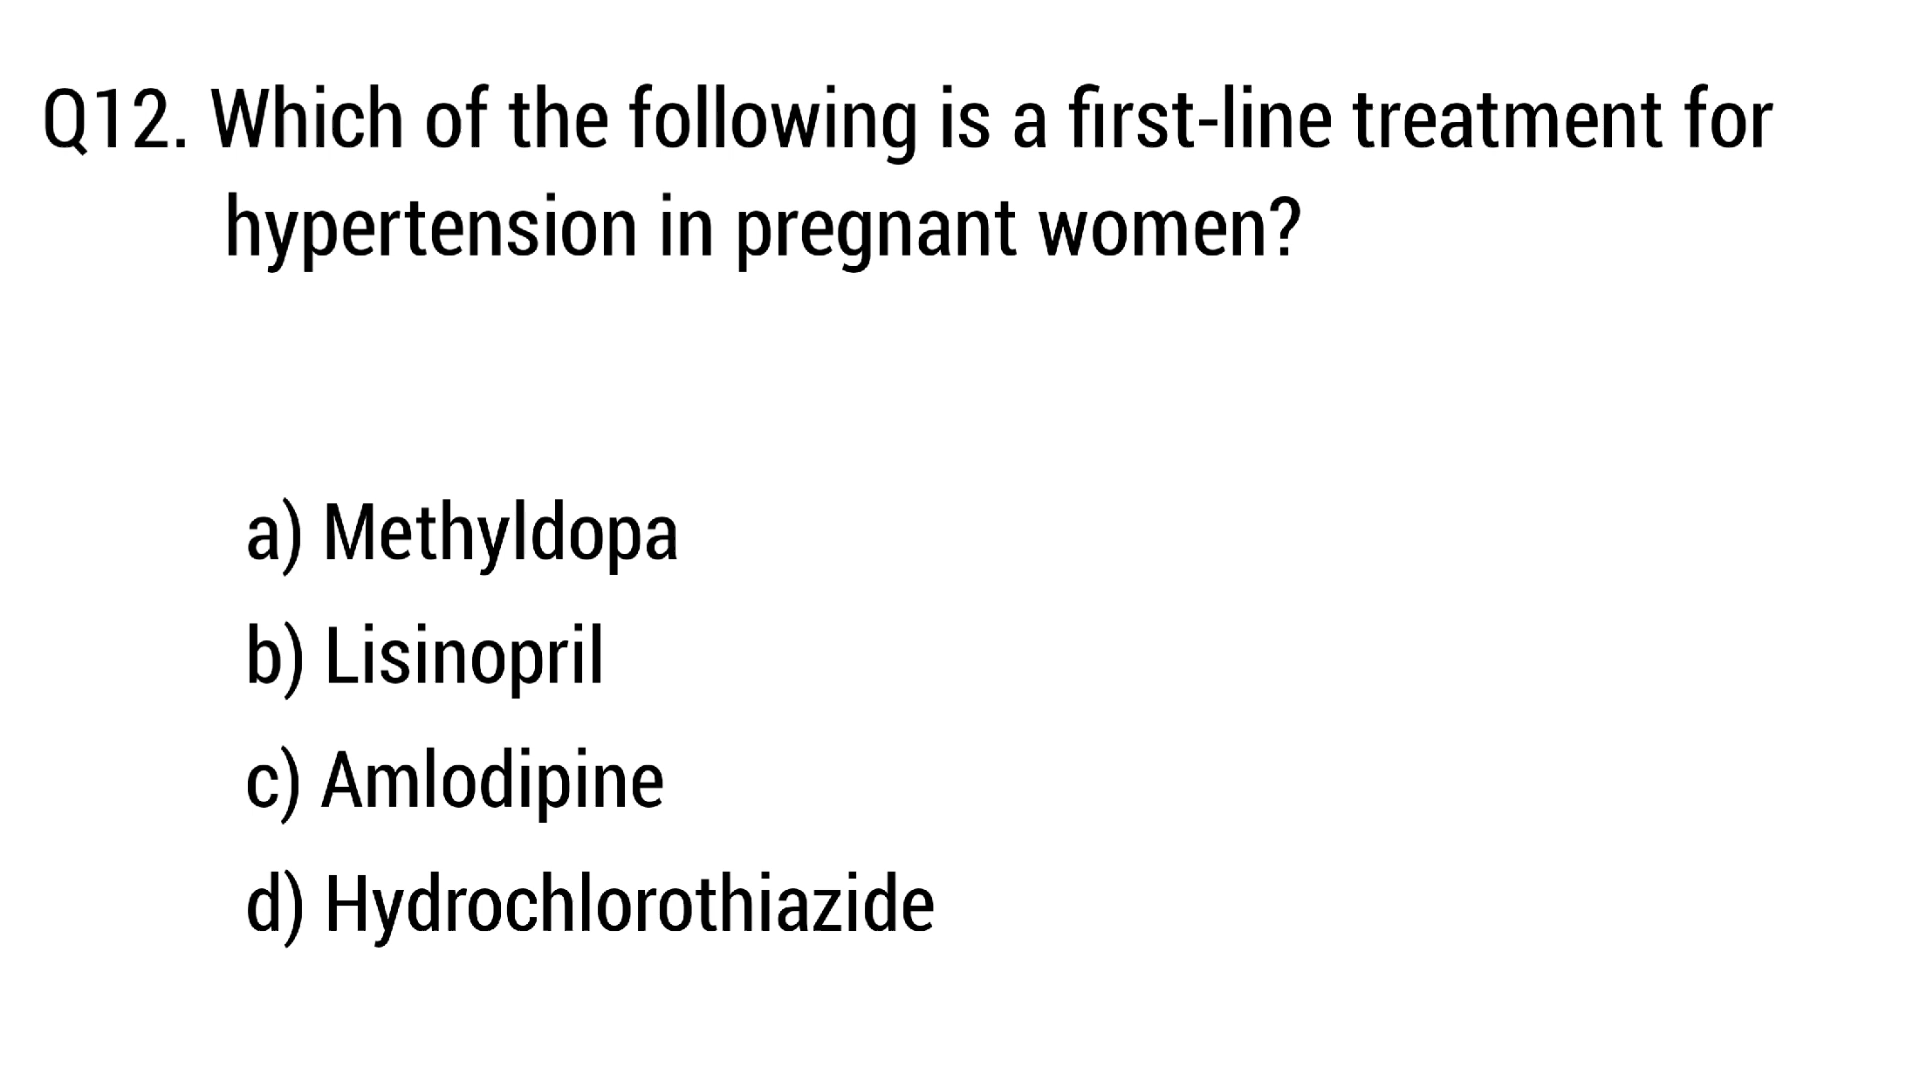 Q12. Which of the following is a first-line treatment for
hypertension in pregnant women?
a) Methyldopa
b) Lisinopril
c) Amlodipine
d) Hydrochlorothiazide